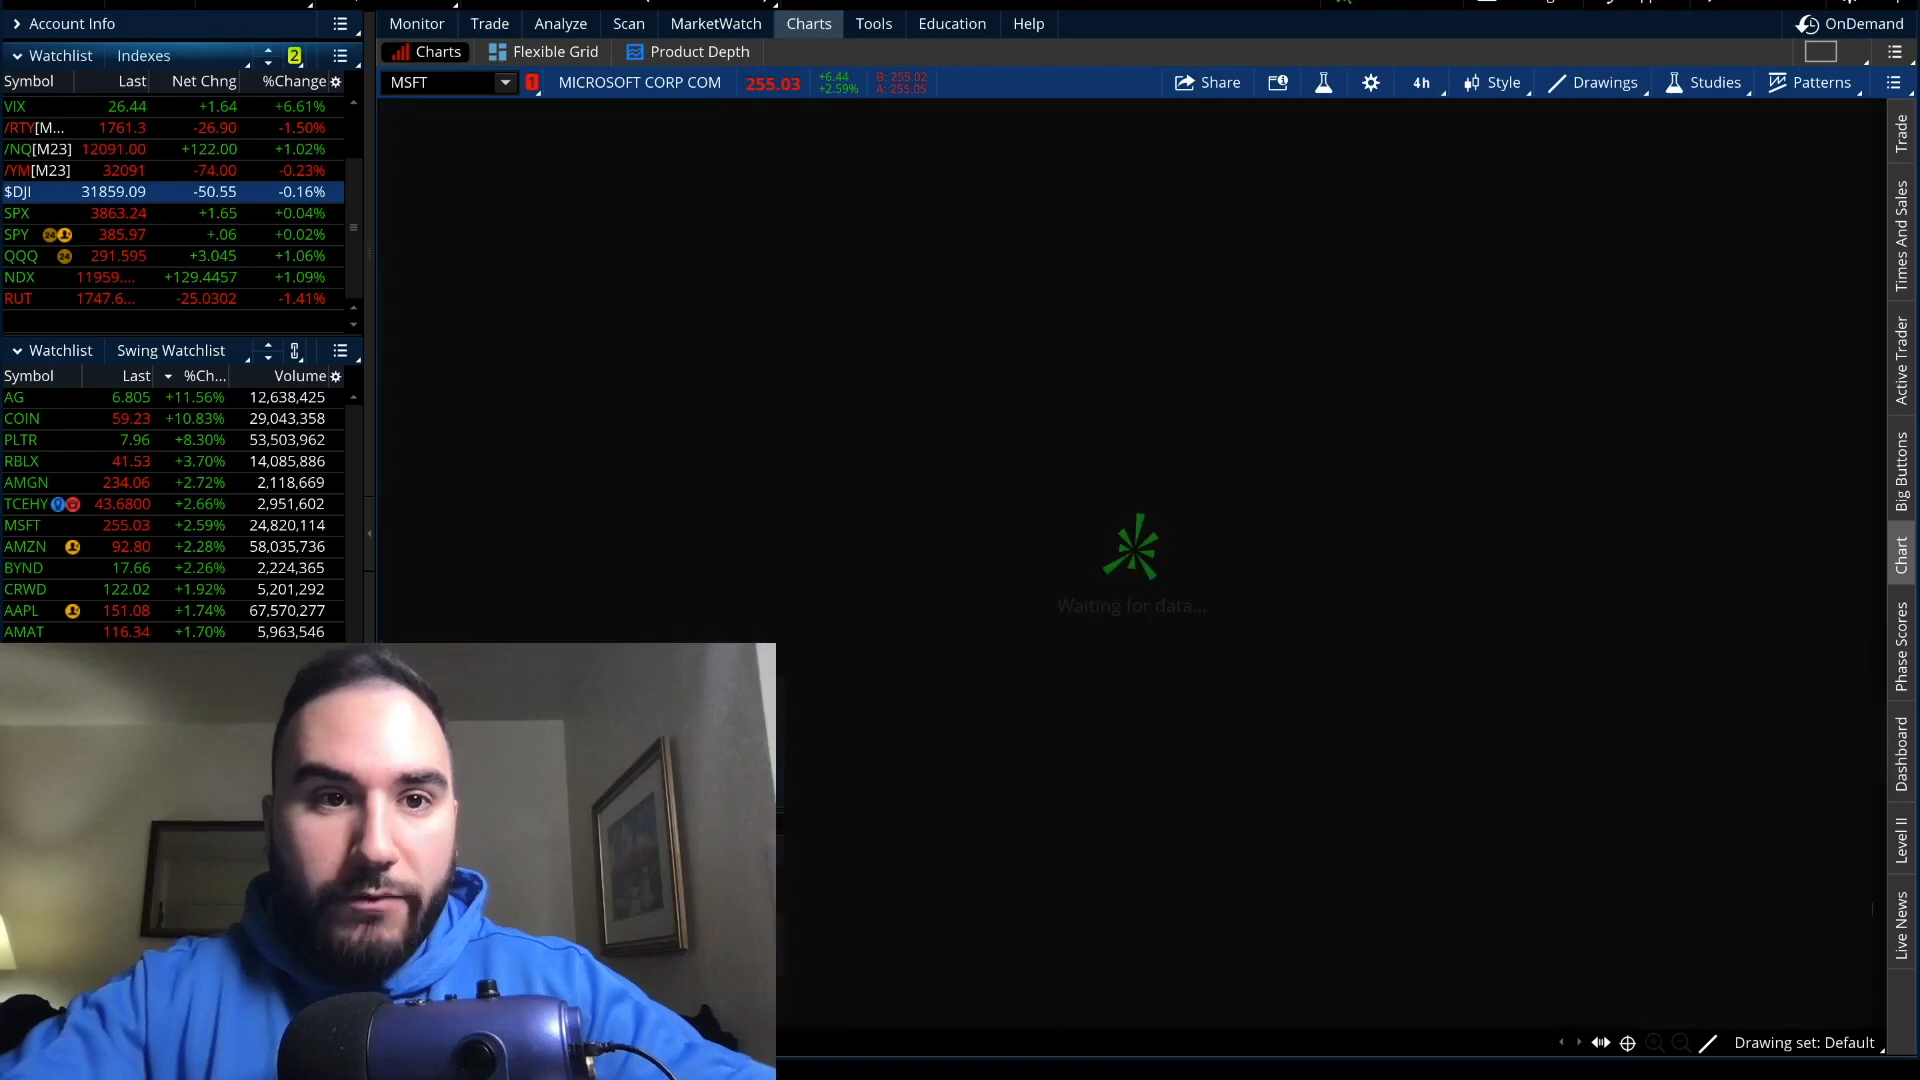 Account Info
Monitor Trade Analyze Scan MarketWatch Charts Tools Education Help OnDemand
Watchlist Indexes 2
Charts Flexible Grid Product Depth
Symbol Last Net Chng %Change
MSFT 1 MICROSOFT CORP COM 255.03 +6.44 +2.59% B: 255.02 A: 255.05 Share 4h Style Drawings Studies Patterns
VIX 26.44 +1.64 +6.61%
/RTY[M... 1761.3 -26.90 -1.50%
/NQ[M23] 12091.00 +122.00 +1.02%
/YM[M23] 32091 -74.00 -0.23%
$DJI 31859.09 -50.55 -0.16%
SPX 3863.24 +1.65 +0.04%
SPY 24 385.97 +.06 +0.02%
QQQ 24 291.595 +3.045 +1.06%
NDX 11959.... +129.4457 +1.09%
RUT 1747.6... -25.0302 -1.41%
Watchlist Swing Watchlist
Symbol Last %Ch... Volume
AG 6.805 +11.56% 12,638,425
COIN 59.23 +10.83% 29,043,358
PLTR 7.96 +8.30% 53,503,962
RBLX 41.53 +3.70% 14,085,886
AMGN 234.06 +2.72% 2,118,669
TCEHY 43.6800 +2.66% 2,951,602
MSFT 255.03 +2.59% 24,820,114
AMZN 92.80 +2.28% 58,035,736
BYND 17.66 +2.26% 2,224,365
CRWD 122.02 +1.92% 5,201,292
AAPL 151.08 +1.74% 67,570,277
AMAT 116.34 +1.70% 5,963,546
Waiting for data...
Trade
Times And Sales
Active Trader
Big Buttons
Chart
Phase Scores
Dashboard
Level II
Live News
Drawing set: Default